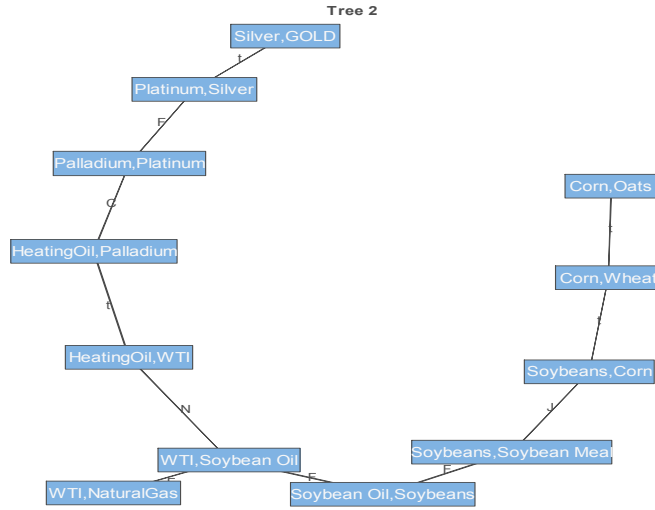 Tree 2
Silver,GOLD
t
Platinum,Silver
F
Palladium,Platinum
Corn,Oats
C
t
HeatingOil,Palladium
Corn,Wheat
t
t
HeatingOil,WTI
Soybeans,Corn
N
J
Soybeans,Soybean Meal
WTI,Soybean Oil
F
F
F
WTI,NaturalGas
Soybean Oil,Soybeans